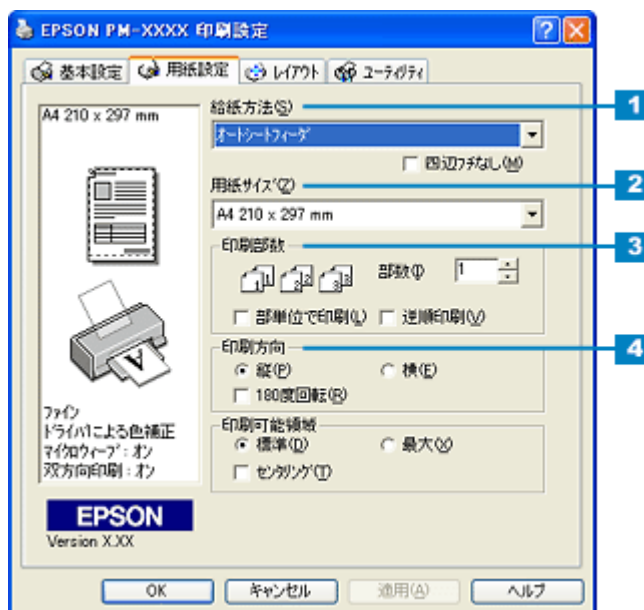 EPSON PM-XXXX 印刷設定
基本設定 用紙設定 レイアウト ユーティリティ
A4 210 x 297 mm
給紙方法(S)
1
オートシートフィーダ
四辺フチなし(M)
用紙サイズ(Z)
2
A4 210 x 297 mm
印刷部数
3
1 1 2 2 3 3
部数(I) 1
部単位で印刷(L) 逆順印刷(V)
印刷方向
4
縦(P) 横(E)
180度回転(R)
印刷可能領域
標準(D) 最大(X)
センタリング(T)
A
ファイン
ドライバによる色補正
マイクロウィーブ:オン
双方向印刷:オン
EPSON
Version X.XX
OK キャンセル 適用(A) ヘルプ